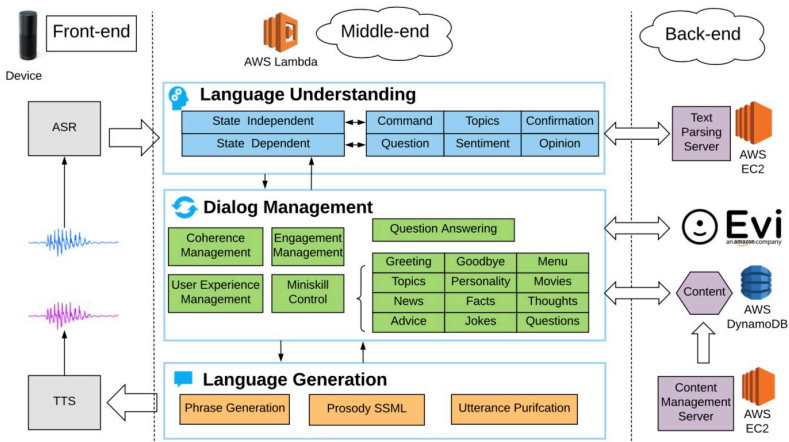 Front-end
Middle-end
Back-end
Device
AWS Lambda
Language Understanding
ASR
State Independent
Command
Topics
Confirmation
State Dependent
Question
Sentiment
Opinion
Text
Parsing
Server
AWS
EC2
Dialog Management
Question Answering
Coherence
Management
Engagement
Management
User Experience
Management
Miniskill
Control
Greeting
Goodbye
Menu
Topics
Personality
Movies
News
Facts
Thoughts
Advice
Jokes
Questions
Evi
an amazon company
Content
AWS
DynamoDB
Language Generation
TTS
Phrase Generation
Prosody SSML
Utterance Purifcation
Content
Management
Server
AWS
EC2